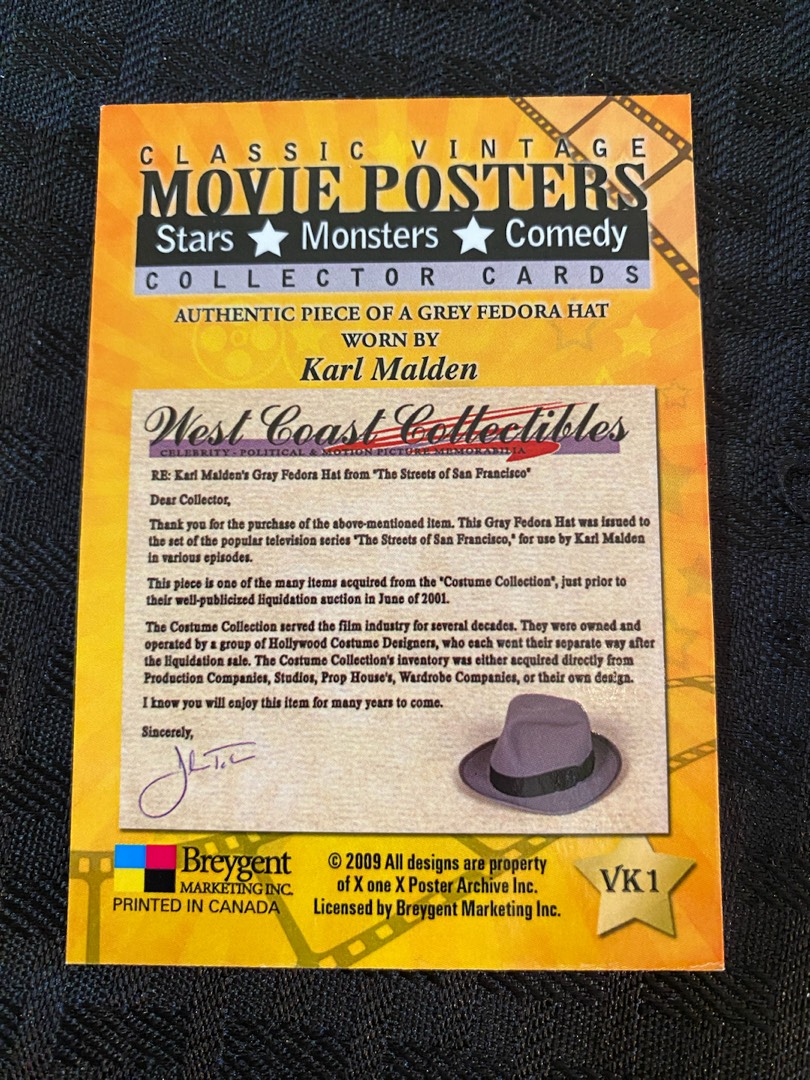 CLASSIC VINTAGE
MOVIE POSTERS
Stars ★ Monsters ★ Comedy
COLLECTOR CARDS
AUTHENTIC PIECE OF A GREY FEDORA HAT
WORN BY
Karl Malden
West Coast Collectibles
CELEBRITY · POLITICAL & MOTION PICTURE MEMORABILIA
RE: Karl Malden's Gray Fedora Hat from "The Streets of San Francisco"
Dear Collector,
Thank you for the purchase of the above-mentioned item. This Gray Fedora Hat was issued to
the set of the popular television series "The Streets of San Francisco," for use by Karl Malden
in various episodes.
This piece is one of the many items acquired from the "Costume Collection", just prior to
their well-publicized liquidation auction in June of 2001.
The Costume Collection served the film industry for several decades. They were owned and
operated by a group of Hollywood Costume Designers, who each went their separate way after
the liquidation sale. The Costume Collection's inventory was either acquired directly from
Production Companies, Studios, Prop House's, Wardrobe Companies, or their own design.
I know you will enjoy this item for many years to come.
Sincerely,
Breygent
MARKETING INC.
PRINTED IN CANADA
© 2009 All designs are property
of X one X Poster Archive Inc.
Licensed by Breygent Marketing Inc.
VK1